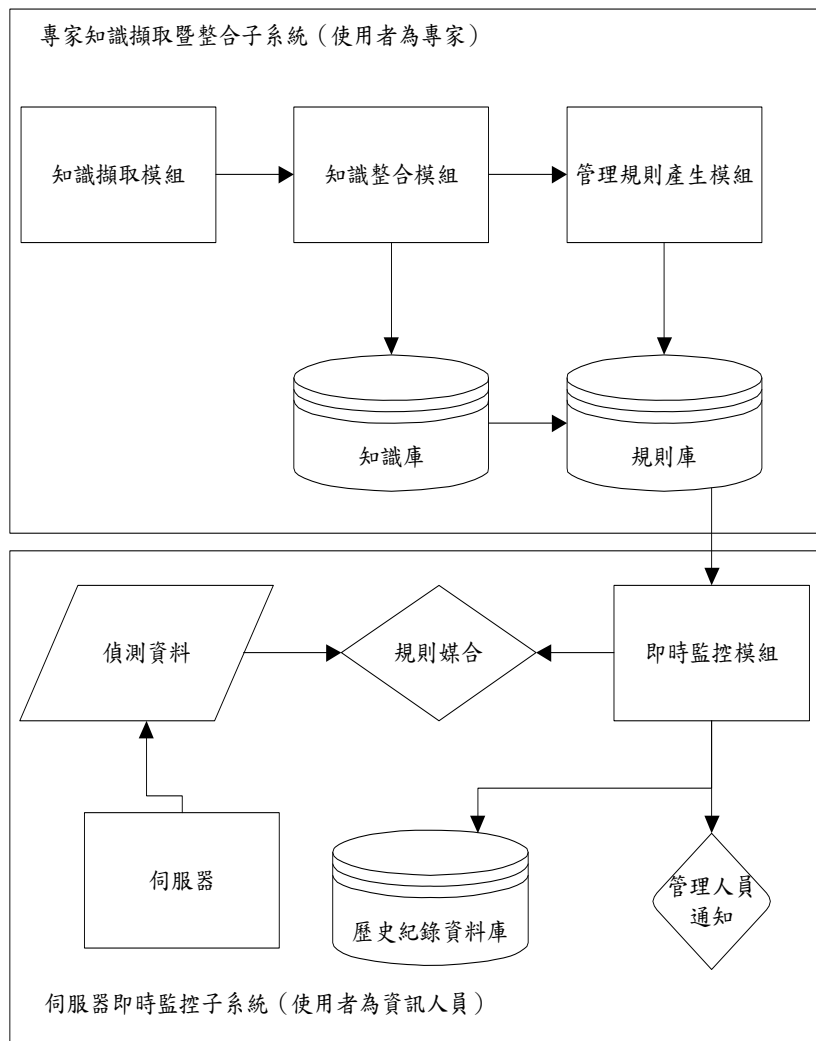 專家知識擷取暨整合子系統（使用者為專家）
知識擷取模組
知識整合模組
管理規則產生模組
知識庫
規則庫
偵測資料
規則媒合
即時監控模組
伺服器
歷史紀錄資料庫
管理人員
通知
伺服器即時監控子系統（使用者為資訊人員）